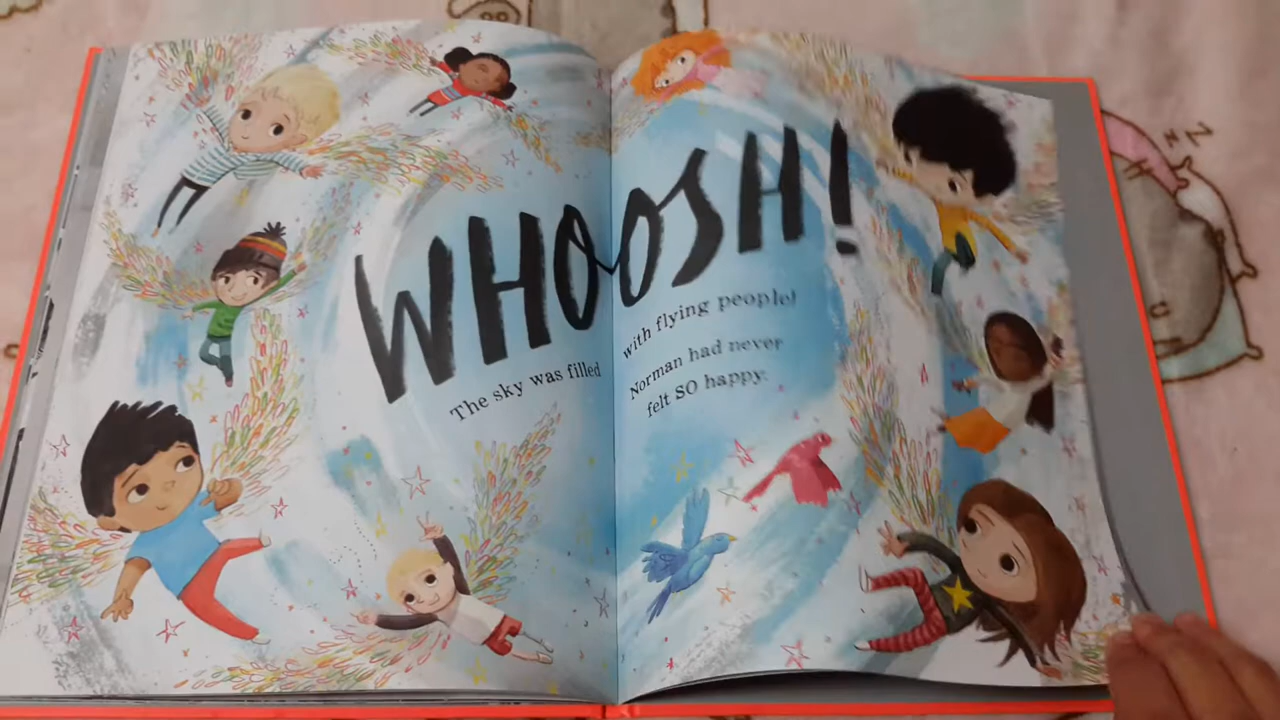 WHOOSH!
The sky was filled
with flying people!
Norman had never
felt SO happy.
Z
Z
Z